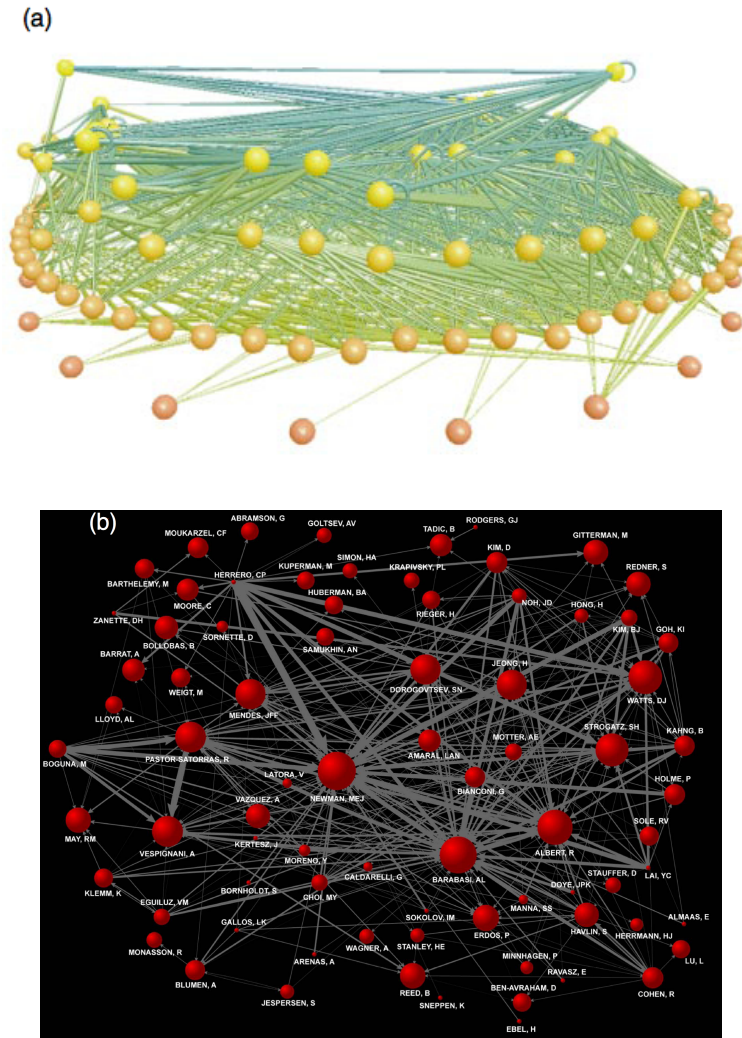 (a)
(b)
RODGERS, GJ
ABRAMSON, G
GOLTSEV, AV
TADIC, B
MOUKARZEL, CF
GITTERMAN, M
KIM, D
SIMON, HA
HERRERO, CP
KUPERMAN, M
KRAPIVSKY, PL
REDNER, S
BARTHELEMY, M
HUBERMAN, BA
MOORE, C
NOH, JD
HONG, H
ZANETTE, DH
RIEGER, H
KIM, BJ
GOH, KI
SORNETTE, D
BOLLOBAS, B
SAMUKHIN, AN
BARRAT, A
JEONG, H
WEIGT, M
DOROGOVTSEV, SN
WATTS, DJ
LLOYD, AL
MENDES, JFF
STROGATZ, SH
KAHNG, B
MOTTER, AE
AMARAL, LAN
BOGUNA, M
PASTOR-SATORRAS, R
LATORA, V
HOLME, P
NEWMAN, MEJ
BIANCONI, G
VAZQUEZ, A
SOLE, RV
MAY, RM
VESPIGNANI, A
KERTESZ, J
ALBERT, R
MORENO, Y
BARABASI, AL
LAI, YC
CALDARELLI, G
STAUFFER, D
KLEMM, K
BORNHOLDT, S
DOYE, JPK
CHOI, MY
EGUILUZ, VM
MANNA, SS
SOKOLOV, IM
ALMAAS, E
GALLOS, LK
ERDOS, P
HAVLIN, S
HERRMANN, HJ
MONASSON, R
WAGNER, A
STANLEY, HE
MINNHAGEN, P
LU, L
ARENAS, A
RAVASZ, E
BLUMEN, A
REED, B
BEN-AVRAHAM, D
COHEN, R
JESPERSEN, S
SNEPPEN, K
EBEL, H